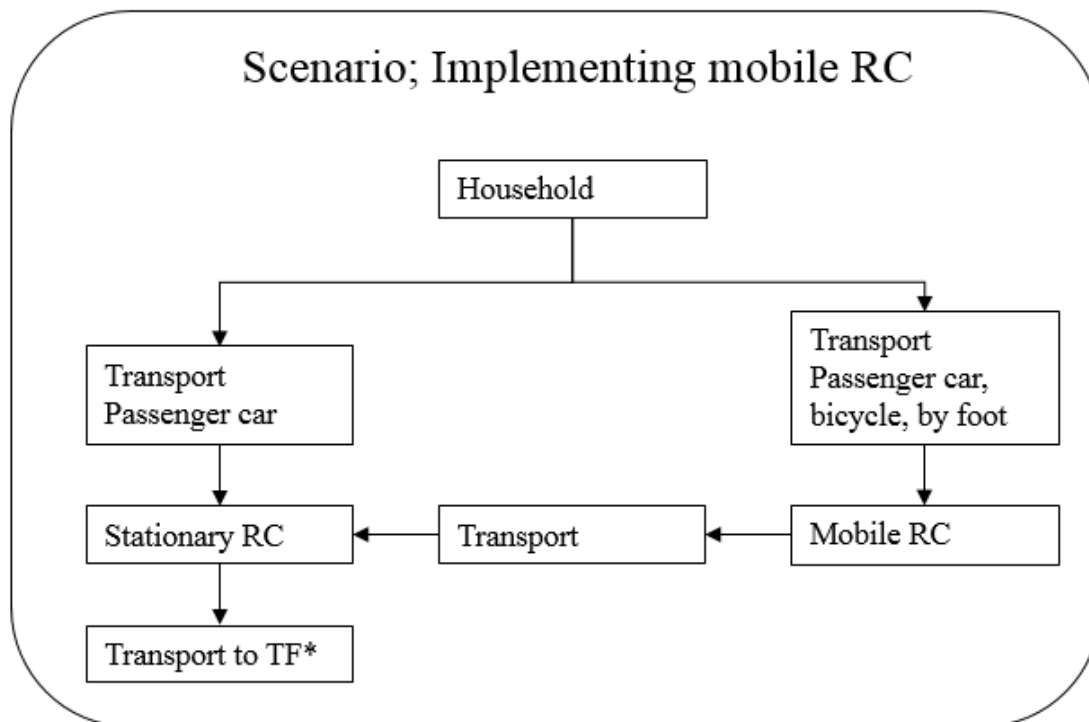 Scenario; Implementing mobile RC
Household
Transport
Passenger car
Transport
Passenger car,
bicycle, by foot
Stationary RC
Transport
Mobile RC
Transport to TF*